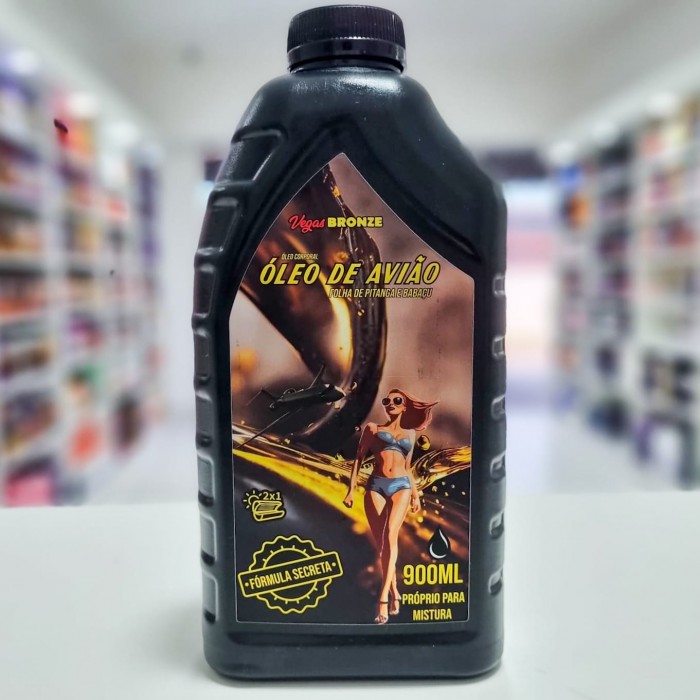 Vegas BRONZE
ÓLEO CORPORAL
ÓLEO DE AVIÃO
FOLHA DE PITANGA E BABAÇU
2x1
• FÓRMULA SECRETA •
900ML
PRÓPRIO PARA
MISTURA